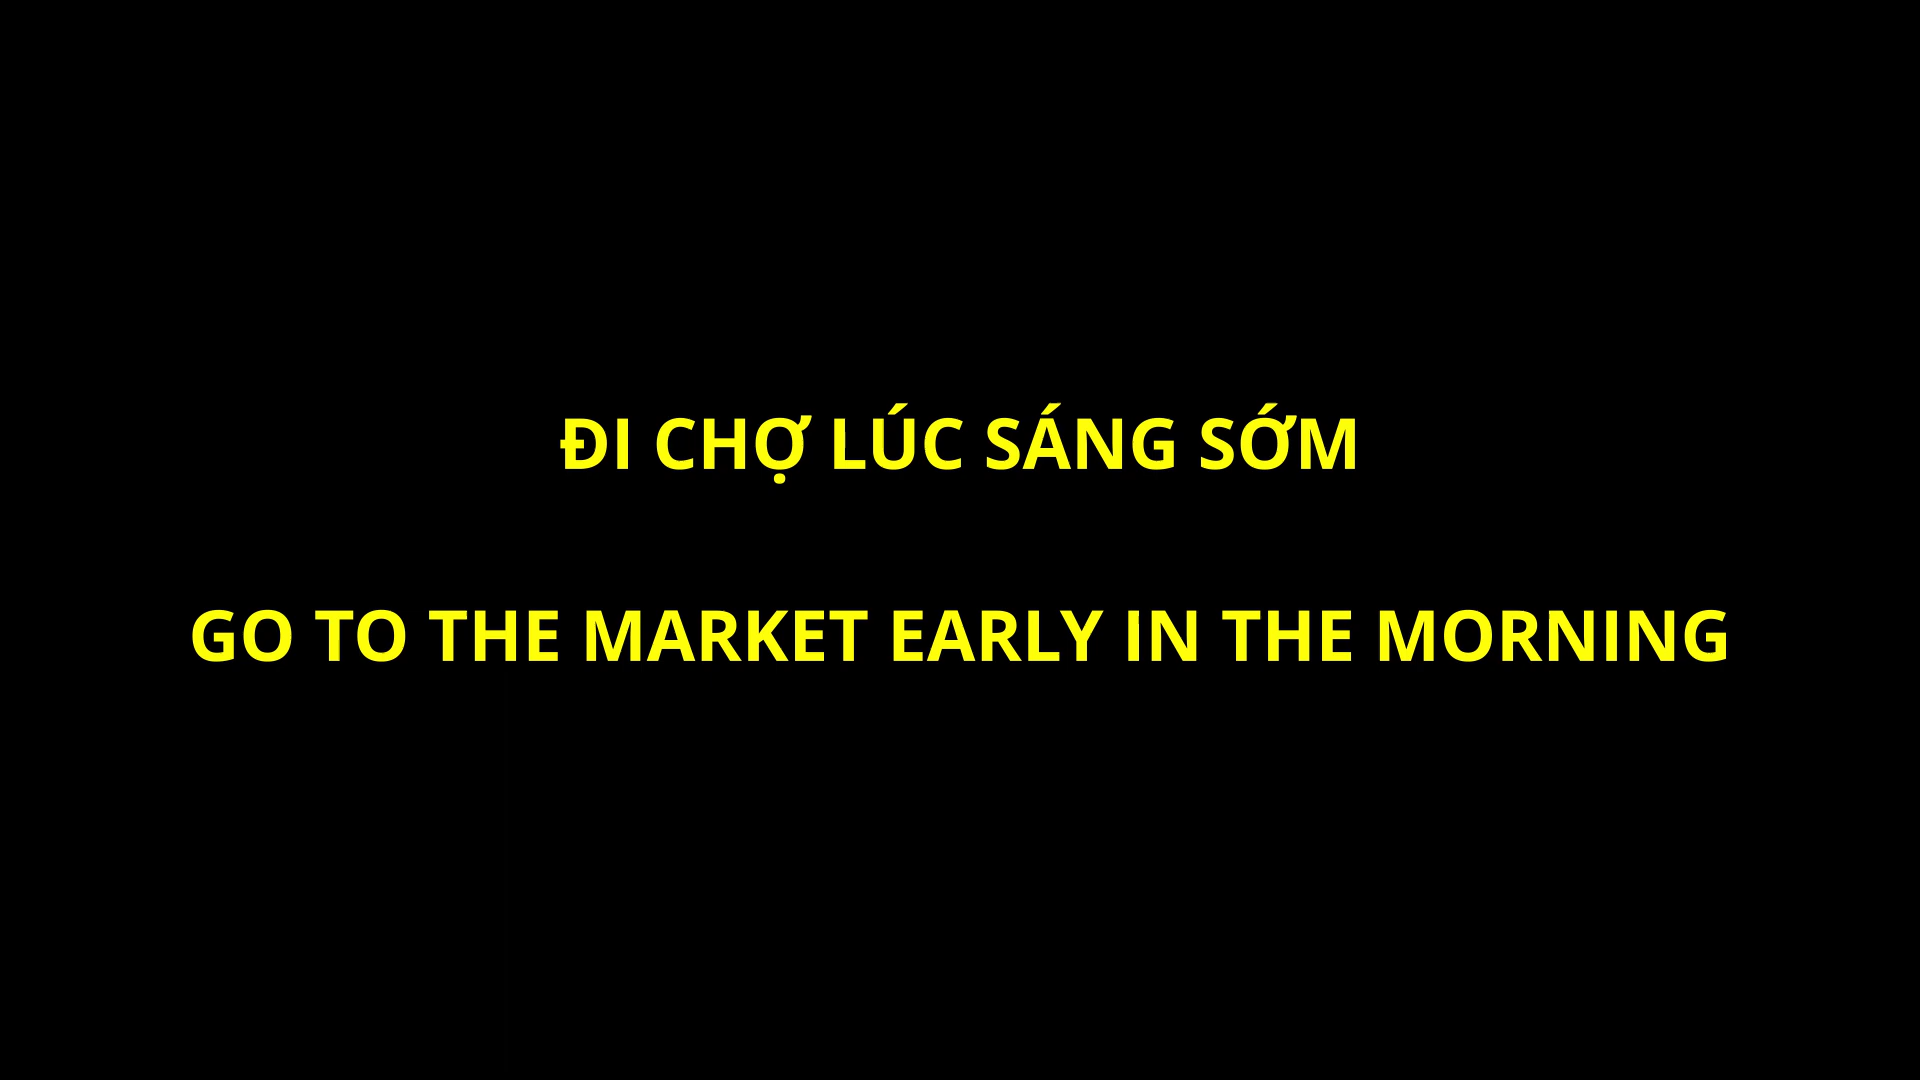 ĐI CHỢ LÚC SÁNG SỚM
GO TO THE MARKET EARLY IN THE MORNING